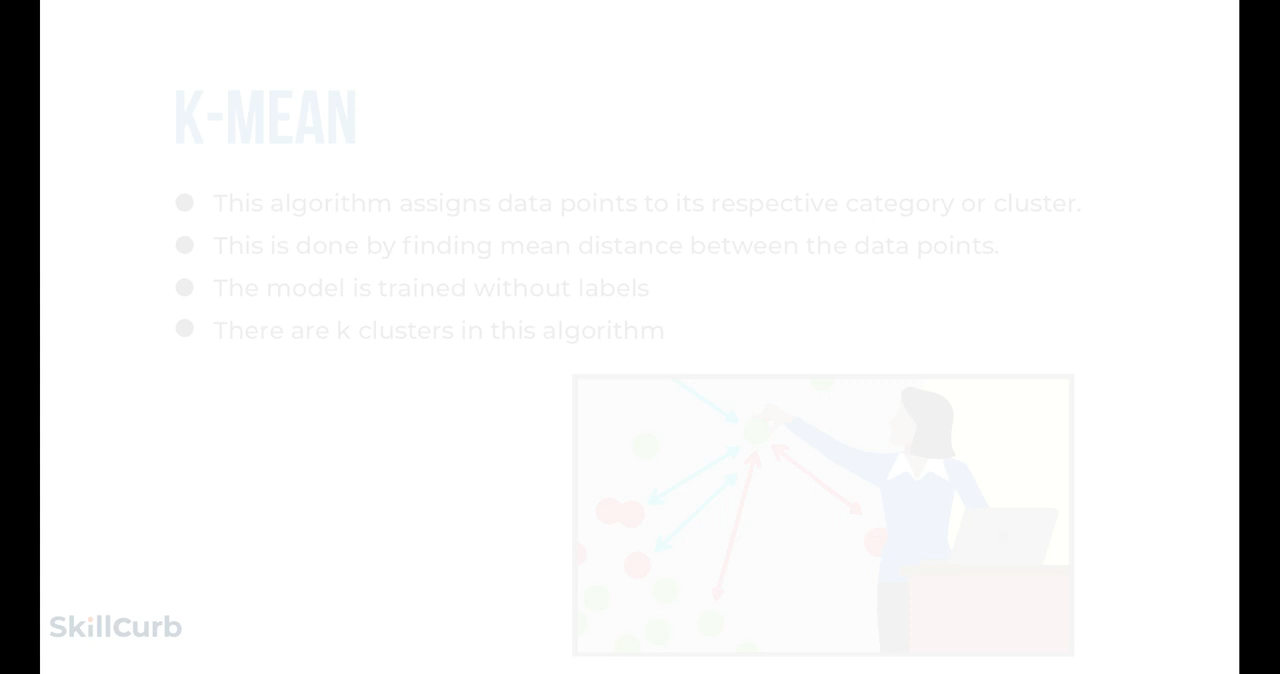 K-MEAN
This algorithm assigns data points to its respective category or cluster.
This is done by finding mean distance between the data points.
The model is trained without labels
There are k clusters in this algorithm
SkillCurb